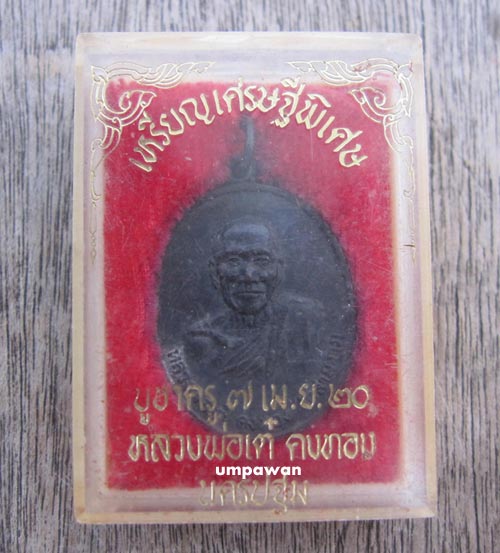 เหรียญเศรษฐีพิเศษ
บูชาครู ๗ เม.ย. ๒๐
หลวงพ่อเต๋ คงทอง
umpawan
นครปฐม